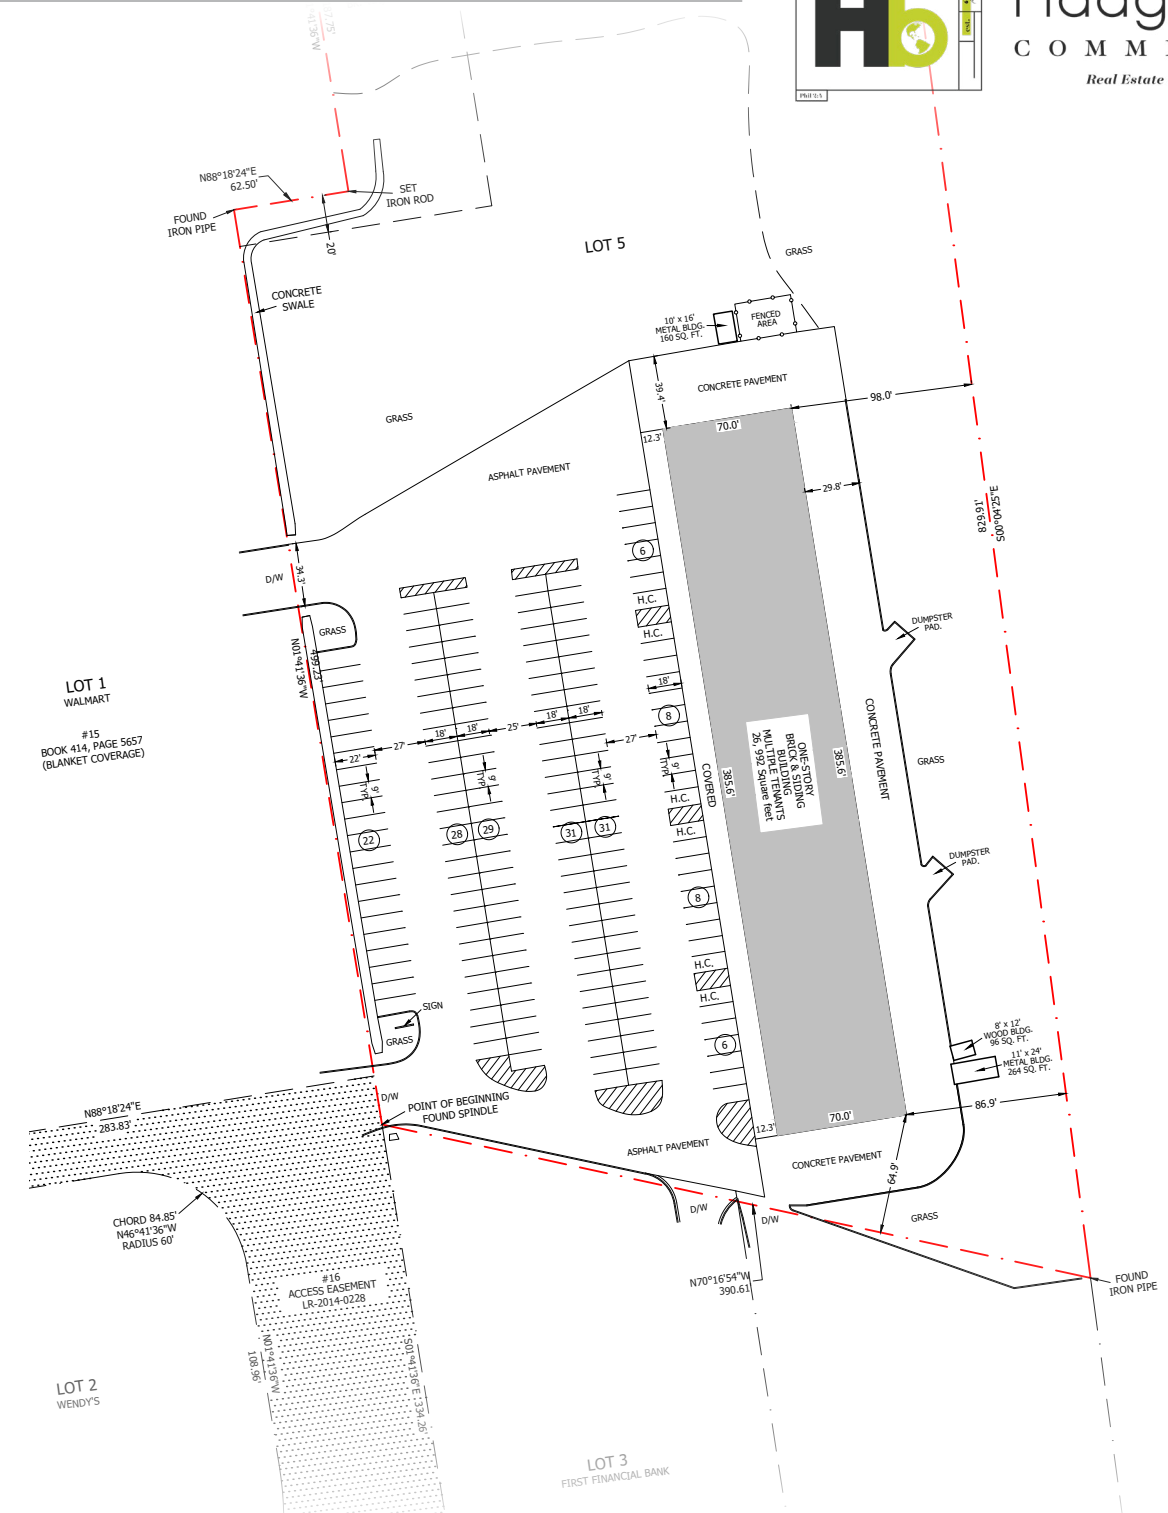 Hb
est.
Phil 2:5
COMM
Real Estate
N88°18'24"E
62.50'
SET
IRON ROD
FOUND
IRON PIPE
20'
LOT 5
GRASS
CONCRETE
SWALE
10' x 16'
METAL BLDG.
160 SQ. FT.
FENCED
AREA
39.4'
CONCRETE PAVEMENT
98.0'
GRASS
12.3'
70.0'
ASPHALT PAVEMENT
29.8'
829.91'
S00°04'25"E
6
D/W
34.3'
H.C.
H.C.
GRASS
DUMPSTER
PAD.
N01°41'36"W
499.23'
LOT 1
WALMART
#15
BOOK 414, PAGE 5657
(BLANKET COVERAGE)
18'
8
22'
27'
18'
18'
25'
18'
18'
27'
9'
TYP.
9'
TYP.
9'
TYP.
9'
TYP.
H.C.
H.C.
COVERED
385.6'
ONE-STORY
BRICK & SIDING
BUILDING
MULTIPLE TENANTS
26, 992 Square feet
385.6'
CONCRETE PAVEMENT
GRASS
22
28
29
31
31
DUMPSTER
PAD.
8
H.C.
H.C.
SIGN
GRASS
6
8' x 12'
WOOD BLDG.
96 SQ. FT.
11' x 24'
METAL BLDG.
264 SQ. FT.
D/W
POINT OF BEGINNING
FOUND SPINDLE
N88°18'24"E
283.83'
12.3'
70.0'
86.9'
ASPHALT PAVEMENT
CONCRETE PAVEMENT
64.9'
D/W
D/W
GRASS
CHORD 84.85'
N46°41'36"W
RADIUS 60'
N70°16'54"W
390.61'
FOUND
IRON PIPE
#16
ACCESS EASEMENT
LR-2014-0228
N01°41'36"W
108.96'
S01°41'36"E 334.26'
LOT 2
WENDY'S
LOT 3
FIRST FINANCIAL BANK